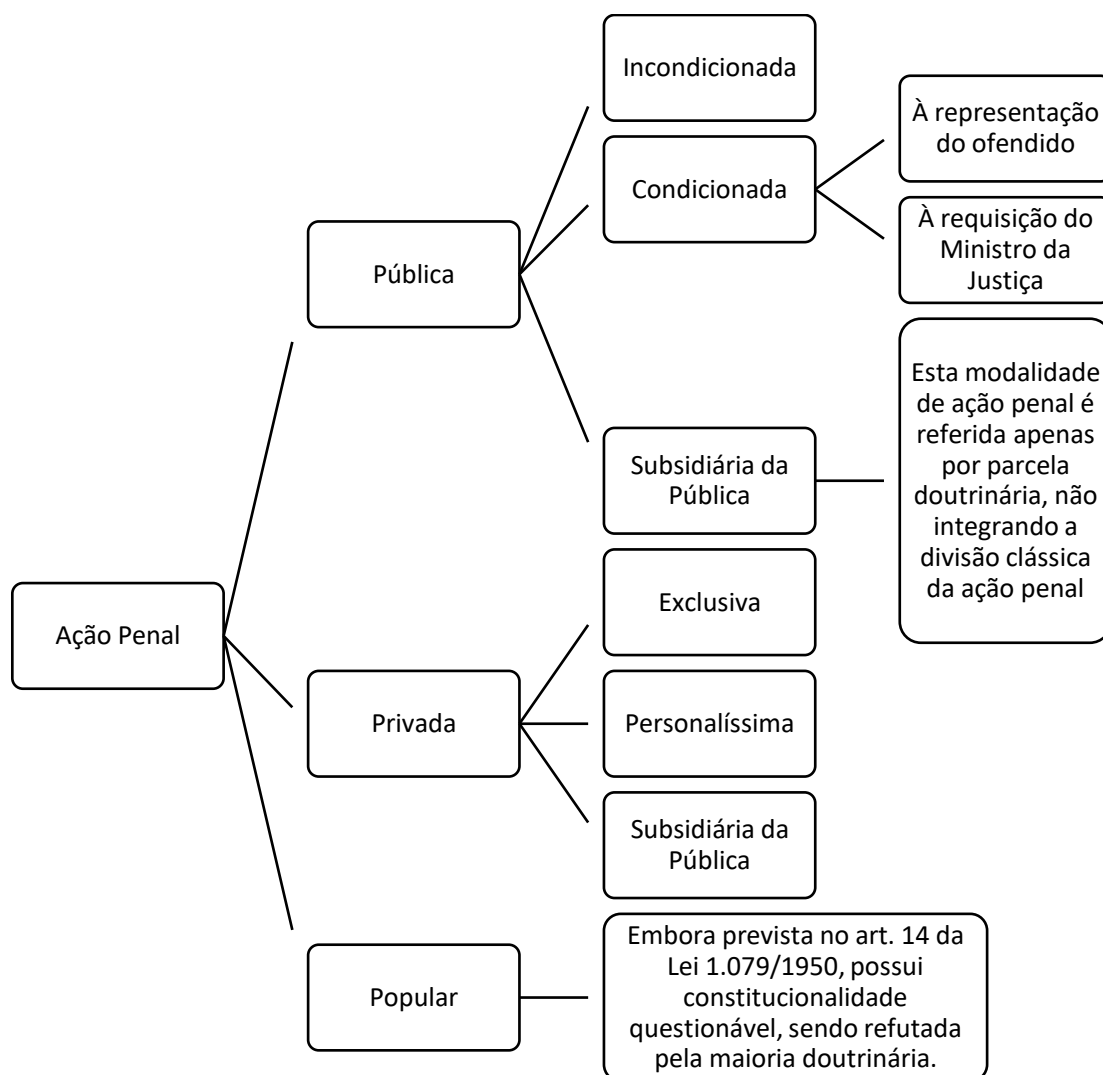 Ação Penal
Pública
Incondicionada
Condicionada
À representação
do ofendido
À requisição do
Ministro da
Justiça
Subsidiária da
Pública
Esta modalidade
de ação penal é
referida apenas
por parcela
doutrinária, não
integrando a
divisão clássica
da ação penal
Privada
Exclusiva
Personalíssima
Subsidiária da
Pública
Popular
Embora prevista no art. 14 da
Lei 1.079/1950, possui
constitucionalidade
questionável, sendo refutada
pela maioria doutrinária.